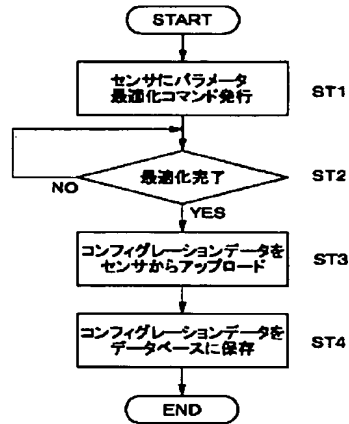 START
センサにパラメータ
最適化コマンド発行
ST1
最適化完了
ST2
NO
YES
コンフィグレーションデータを
センサからアップロード
ST3
コンフィグレーションデータを
データベースに保存
ST4
END